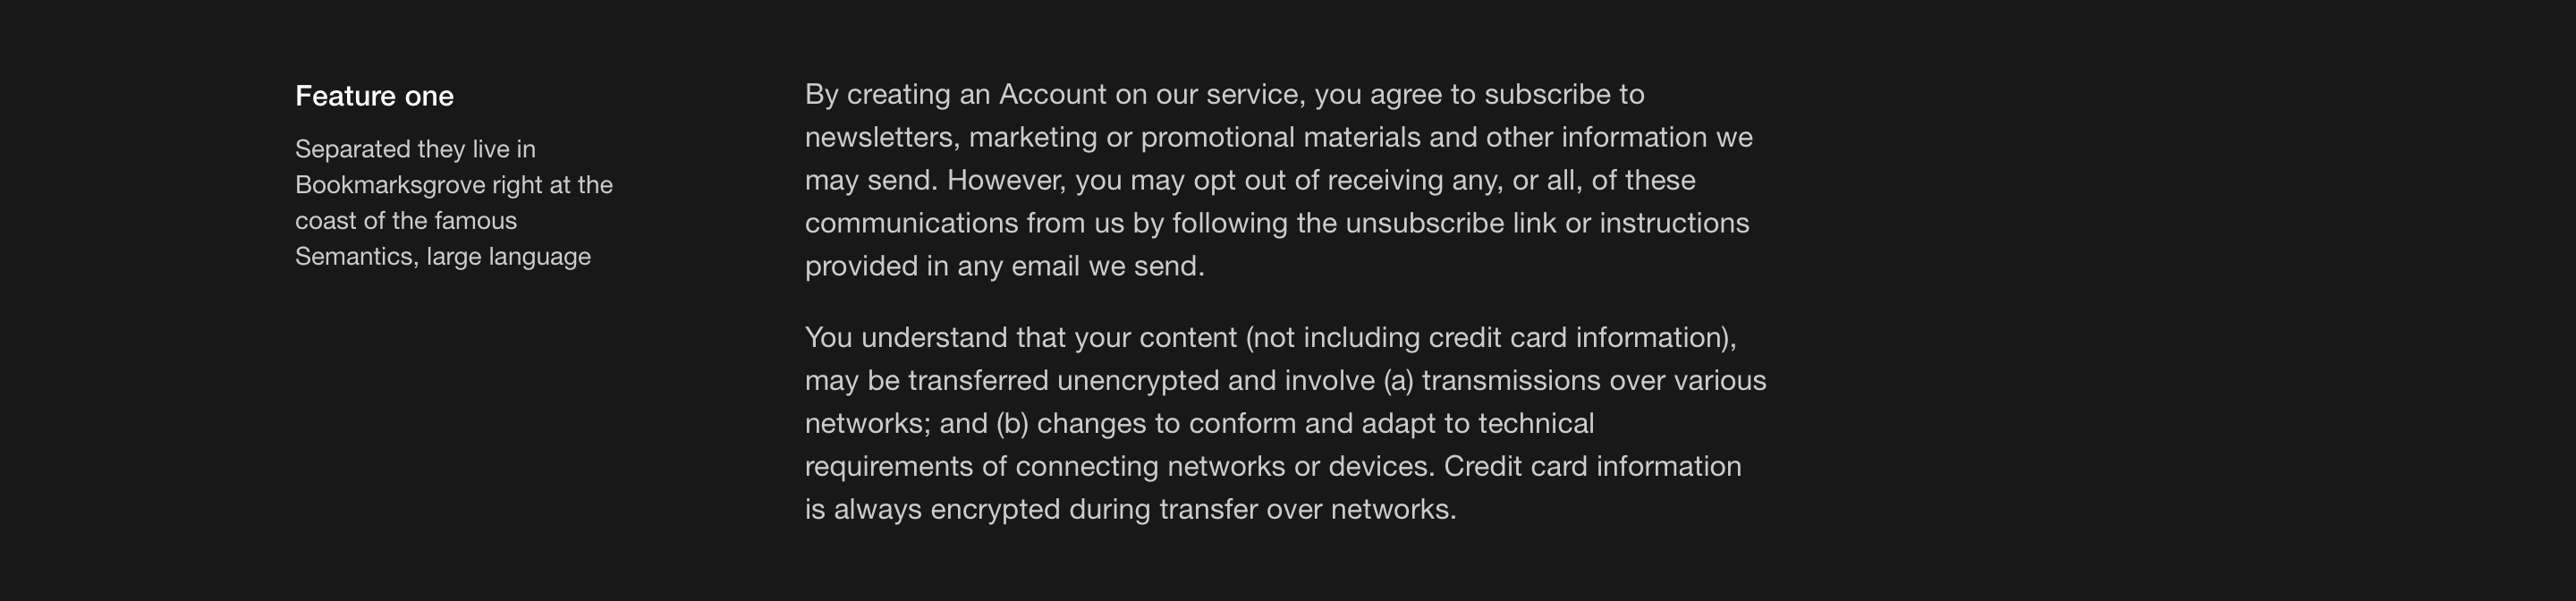 Feature one
Separated they live in
Bookmarksgrove right at the
coast of the famous
Semantics, large language
By creating an Account on our service, you agree to subscribe to
newsletters, marketing or promotional materials and other information we
may send. However, you may opt out of receiving any, or all, of these
communications from us by following the unsubscribe link or instructions
provided in any email we send.
You understand that your content (not including credit card information),
may be transferred unencrypted and involve (a) transmissions over various
networks; and (b) changes to conform and adapt to technical
requirements of connecting networks or devices. Credit card information
is always encrypted during transfer over networks.